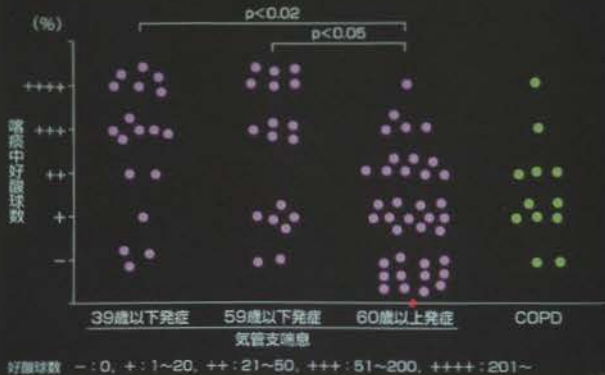 (%)
p<0.02
p<0.05
++++
+++
++
+
−
喀痰中好酸球数
39歳以下発症 59歳以下発症 60歳以上発症 COPD
気管支喘息
好酸球数 −:0, +:1~20, ++:21~50, +++:51~200, ++++:201~